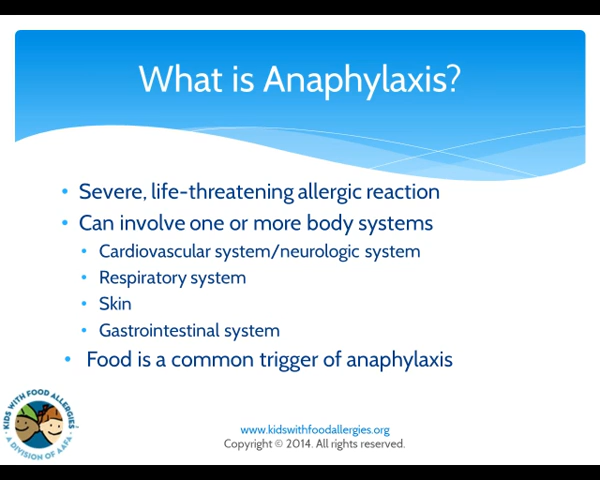 What is Anaphylaxis?
• Severe, life-threatening allergic reaction
• Can involve one or more body systems
• Cardiovascular system/neurologic system
• Respiratory system
• Skin
• Gastrointestinal system
• Food is a common trigger of anaphylaxis
KIDS WITH FOOD ALLERGIES
• A DIVISION OF AAFA •
www.kidswithfoodallergies.org
Copyright © 2014. All rights reserved.